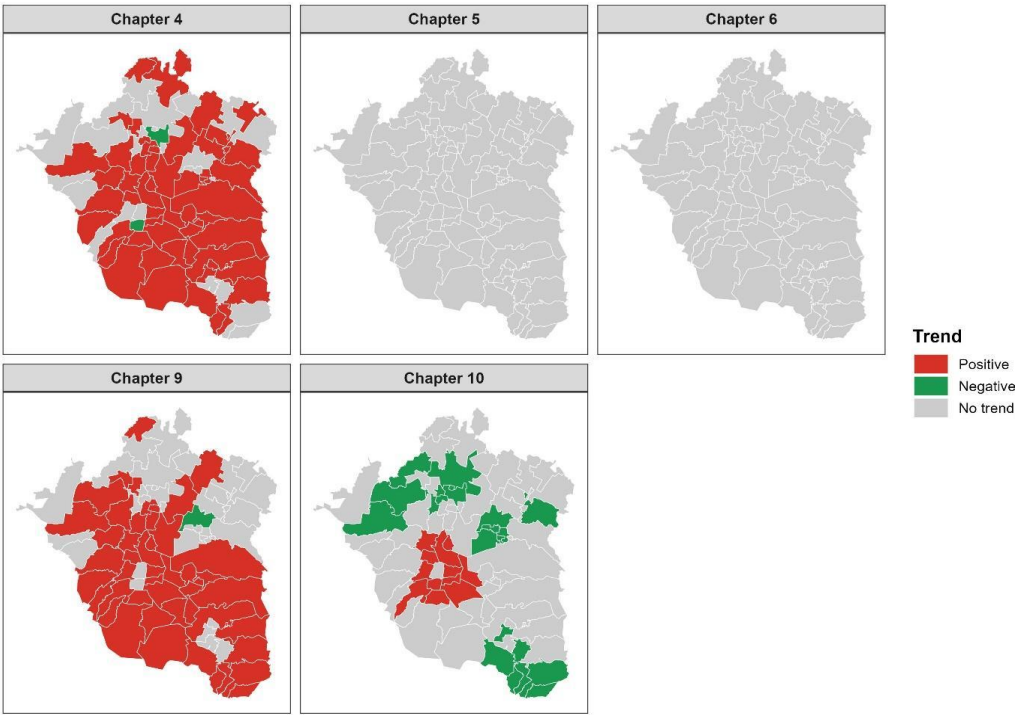 Chapter 4
Chapter 5
Chapter 6
Trend
Positive
Negative
No trend
Chapter 9
Chapter 10